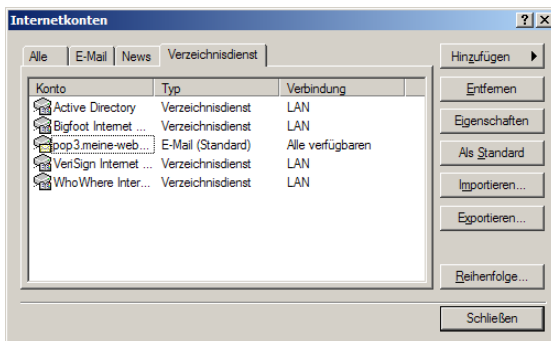 Internetkonten
Alle E-Mail News Verzeichnisdienst
Konto Typ Verbindung
Active Directory Verzeichnisdienst LAN
Bigfoot Internet ... Verzeichnisdienst LAN
pop3.meine-web... E-Mail (Standard) Alle verfügbaren
VeriSign Internet ... Verzeichnisdienst LAN
WhoWhere Inter... Verzeichnisdienst LAN
Hinzufügen
Entfernen
Eigenschaften
Als Standard
Importieren...
Exportieren...
Reihenfolge...
Schließen